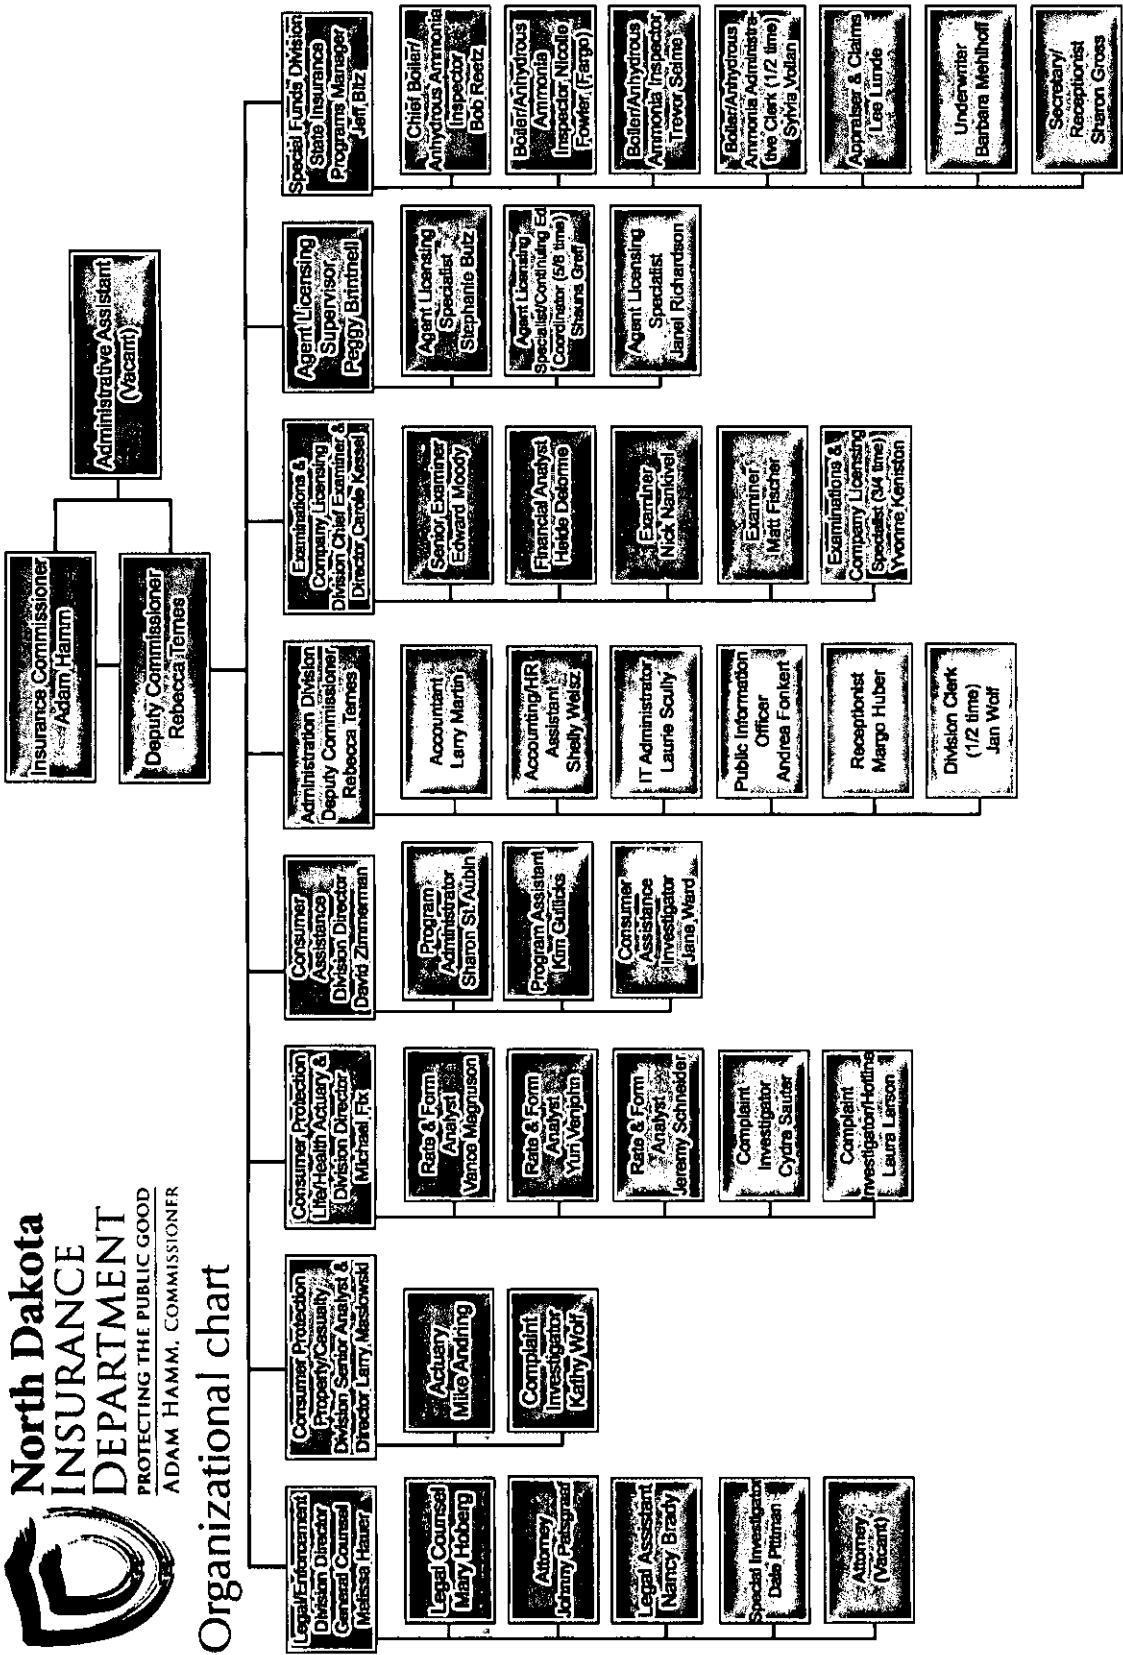 North Dakota
INSURANCE
DEPARTMENT
PROTECTING THE PUBLIC GOOD
ADAM HAMM, COMMISSIONER
Organizational chart
Insurance Commissioner
Adam Hamm
Deputy Commissioner
Rebecca Ternes
Administrative Assistant
(Vacant)
Legal/Enforcement
Division Director
General Counsel
Melissa Hauer
Legal Counsel
Mary Hoberg
Attorney
Johnny Palsgraaf
Legal Assistant
Nancy Brady
Special Investigator
Dale Pittman
Attorney
(Vacant)
Consumer Protection
Property/Casualty
Division Senior Analyst &
Director Larry Maslowski
Actuary
Mike Andring
Complaint
Investigator
Kathy Wolf
Consumer Protection
Life/Health Actuary &
Division Director
Michael Fix
Rate & Form
Analyst
Vance Magnuson
Rate & Form
Analyst
Yuri Venjohn
Rate & Form
Analyst
Jeremy Schneider
Complaint
Investigator
Cydra Sauter
Complaint
Investigator/Hotline
Laura Larson
Consumer
Assistance
Division Director
David Zimmerman
Program
Administrator
Sharon St. Aubin
Program Assistant
Kim Gullicks
Consumer
Assistance
Investigator
Jane Ward
Administration Division
Deputy Commissioner
Rebecca Ternes
Accountant
Larry Martin
Accounting/HR
Assistant
Shelly Weisz
IT Administrator
Laurie Scully
Public Information
Officer
Andrea Fonkert
Receptionist
Margo Huber
Division Clerk
(1/2 time)
Jan Wolf
Examinations &
Company Licensing
Division Chief Examiner &
Director Carole Kessel
Senior Examiner
Edward Moody
Financial Analyst
Heide Delorme
Examiner
Nick Nankivel
Examiner
Matt Fischer
Examinations &
Company Licensing
Specialist (3/4 time)
Yvonne Keniston
Agent Licensing
Supervisor
Peggy Brintnell
Agent Licensing
Specialist
Stephanie Butz
Agent Licensing
Specialist/Continuing Ed
Coordinator (5/8 time)
Shauna Greff
Agent Licensing
Specialist
Janel Richardson
Special Funds Division
State Insurance
Programs Manager
Jeff Bitz
Chief Boiler/
Anhydrous Ammonia
Inspector
Bob Reetz
Boiler/Anhydrous
Ammonia
Inspector Nicolle
Fowler, (Fargo)
Boiler/Anhydrous
Ammonia Inspector
Trevor Seime
Boiler/Anhydrous
Ammonia Administra-
tive Clerk (1/2 time)
Sylvia Vollan
Appraiser & Claims
Lee Lunde
Underwriter
Barbara Mehlhoff
Secretary/
Receptionist
Sharon Gross